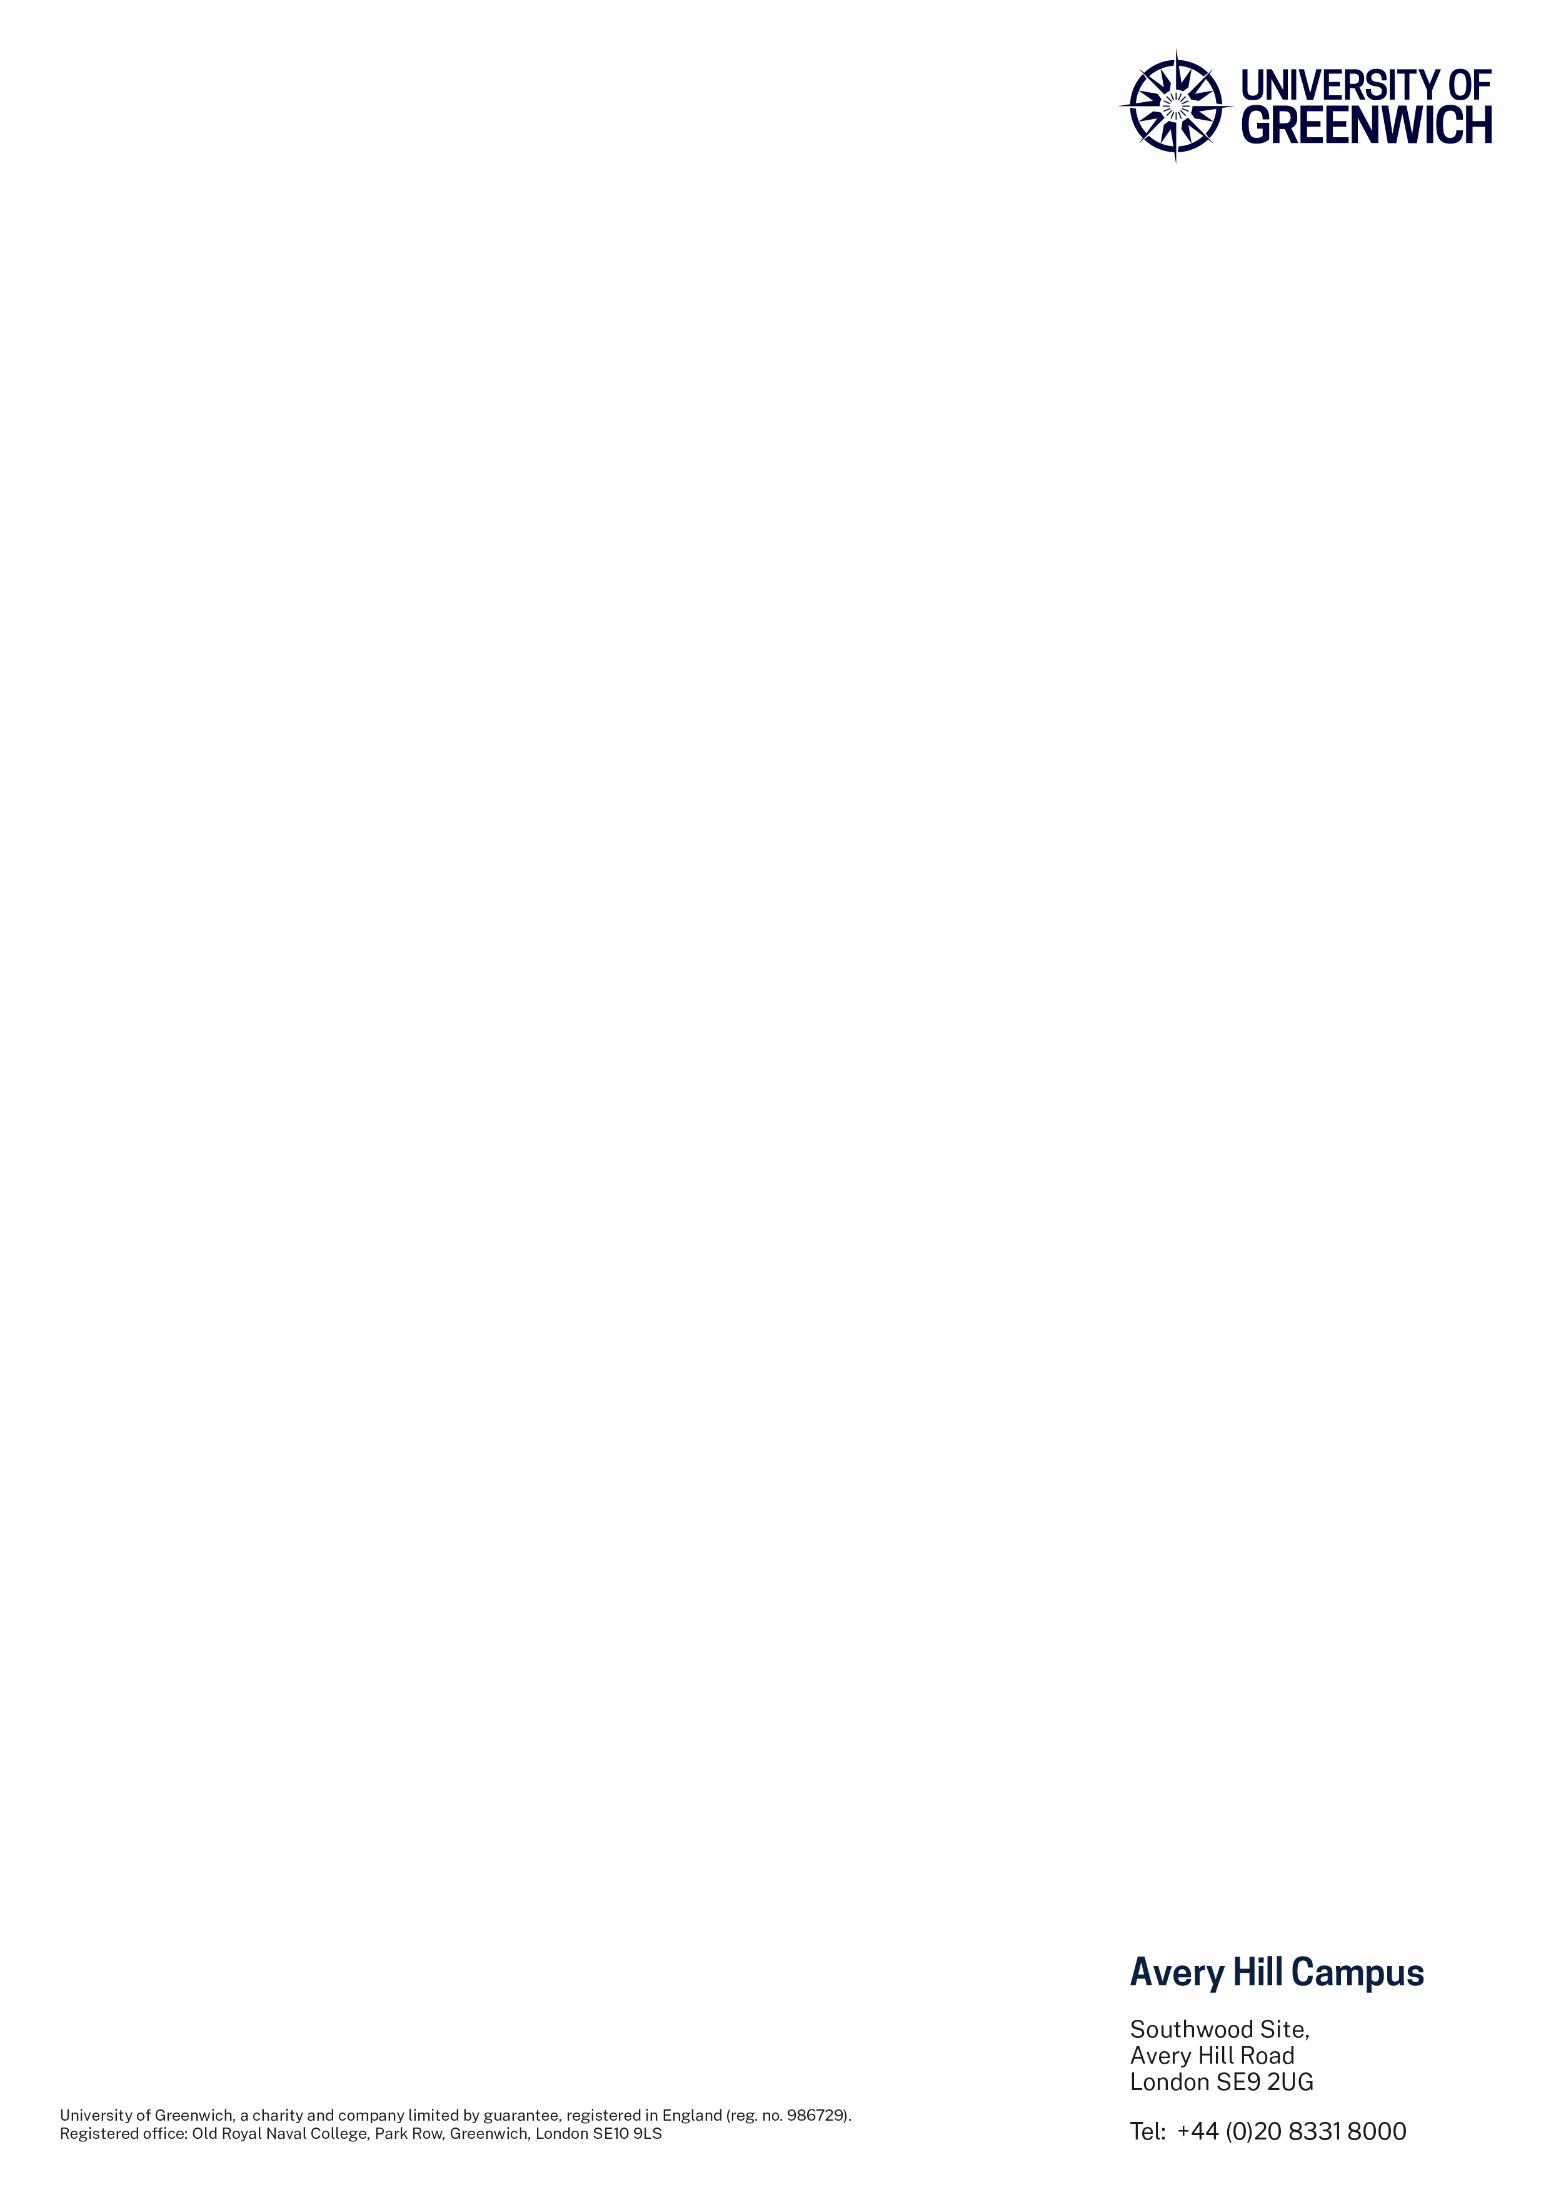 UNIVERSITY OF
GREENWICH
Avery Hill Campus
Southwood Site,
Avery Hill Road
London SE9 2UG
Tel: +44 (0)20 8331 8000
University of Greenwich, a charity and company limited by guarantee, registered in England (reg. no. 986729).
Registered office: Old Royal Naval College, Park Row, Greenwich, London SE10 9LS